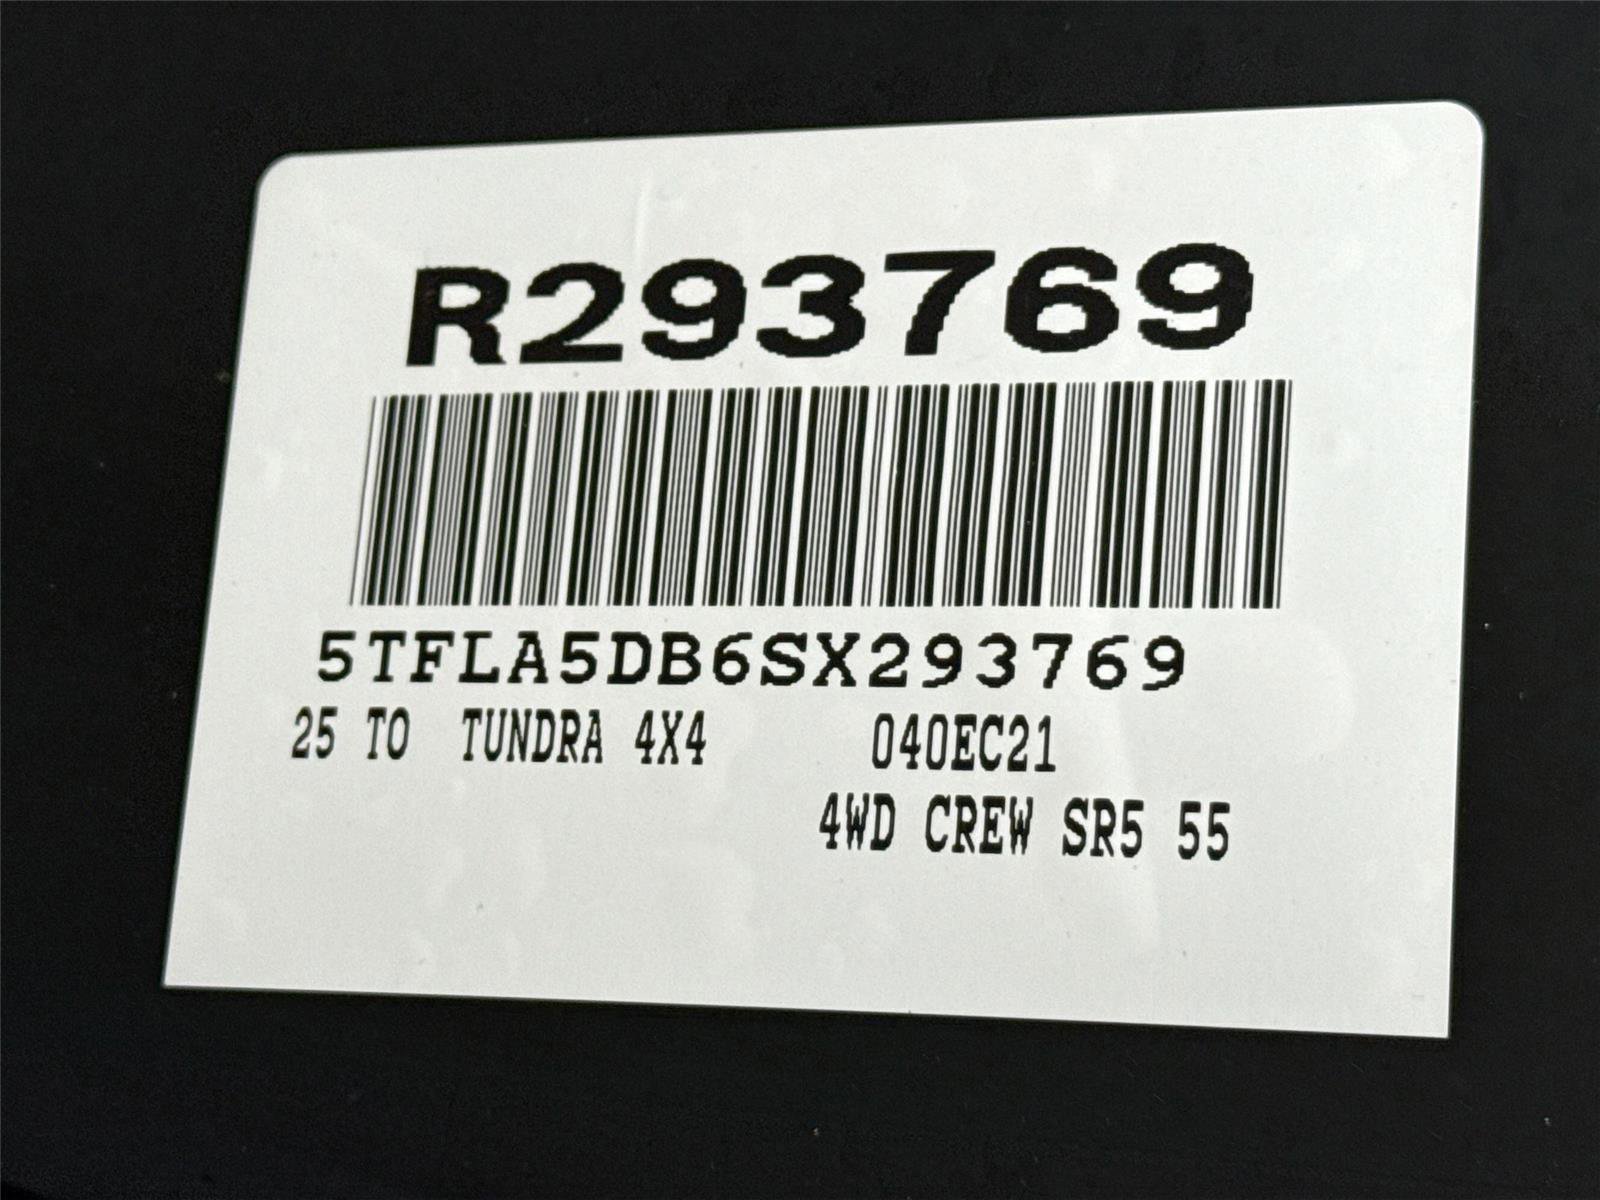 R293769
5TFLA5DB6SX293769
25 TO TUNDRA 4X4 040EC21
4WD CREW SR5 55